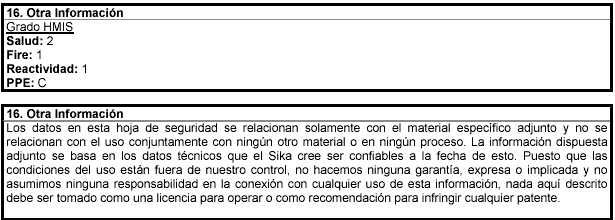 16. Otra Información
Grado HMIS
Salud: 2
Fire: 1
Reactividad: 1
PPE: C
16. Otra Información
Los datos en esta hoja de seguridad se relacionan solamente con el material específico adjunto y no se
relacionan con el uso conjuntamente con ningún otro material o en ningún proceso. La información dispuesta
adjunto se basa en los datos técnicos que el Sika cree ser confiables a la fecha de esto. Puesto que las
condiciones del uso están fuera de nuestro control, no hacemos ninguna garantía, expresa o implicada y no
asumimos ninguna responsabilidad en la conexión con cualquier uso de esta información, nada aquí descrito
debe ser tomado como una licencia para operar o como recomendación para infringir cualquier patente.